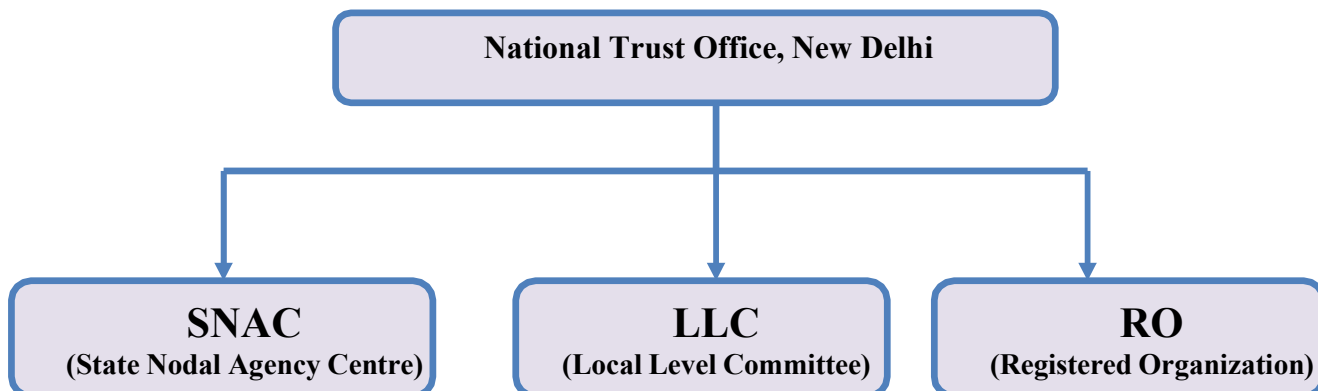 National Trust Office, New Delhi
SNAC
(State Nodal Agency Centre)
LLC
(Local Level Committee)
RO
(Registered Organization)